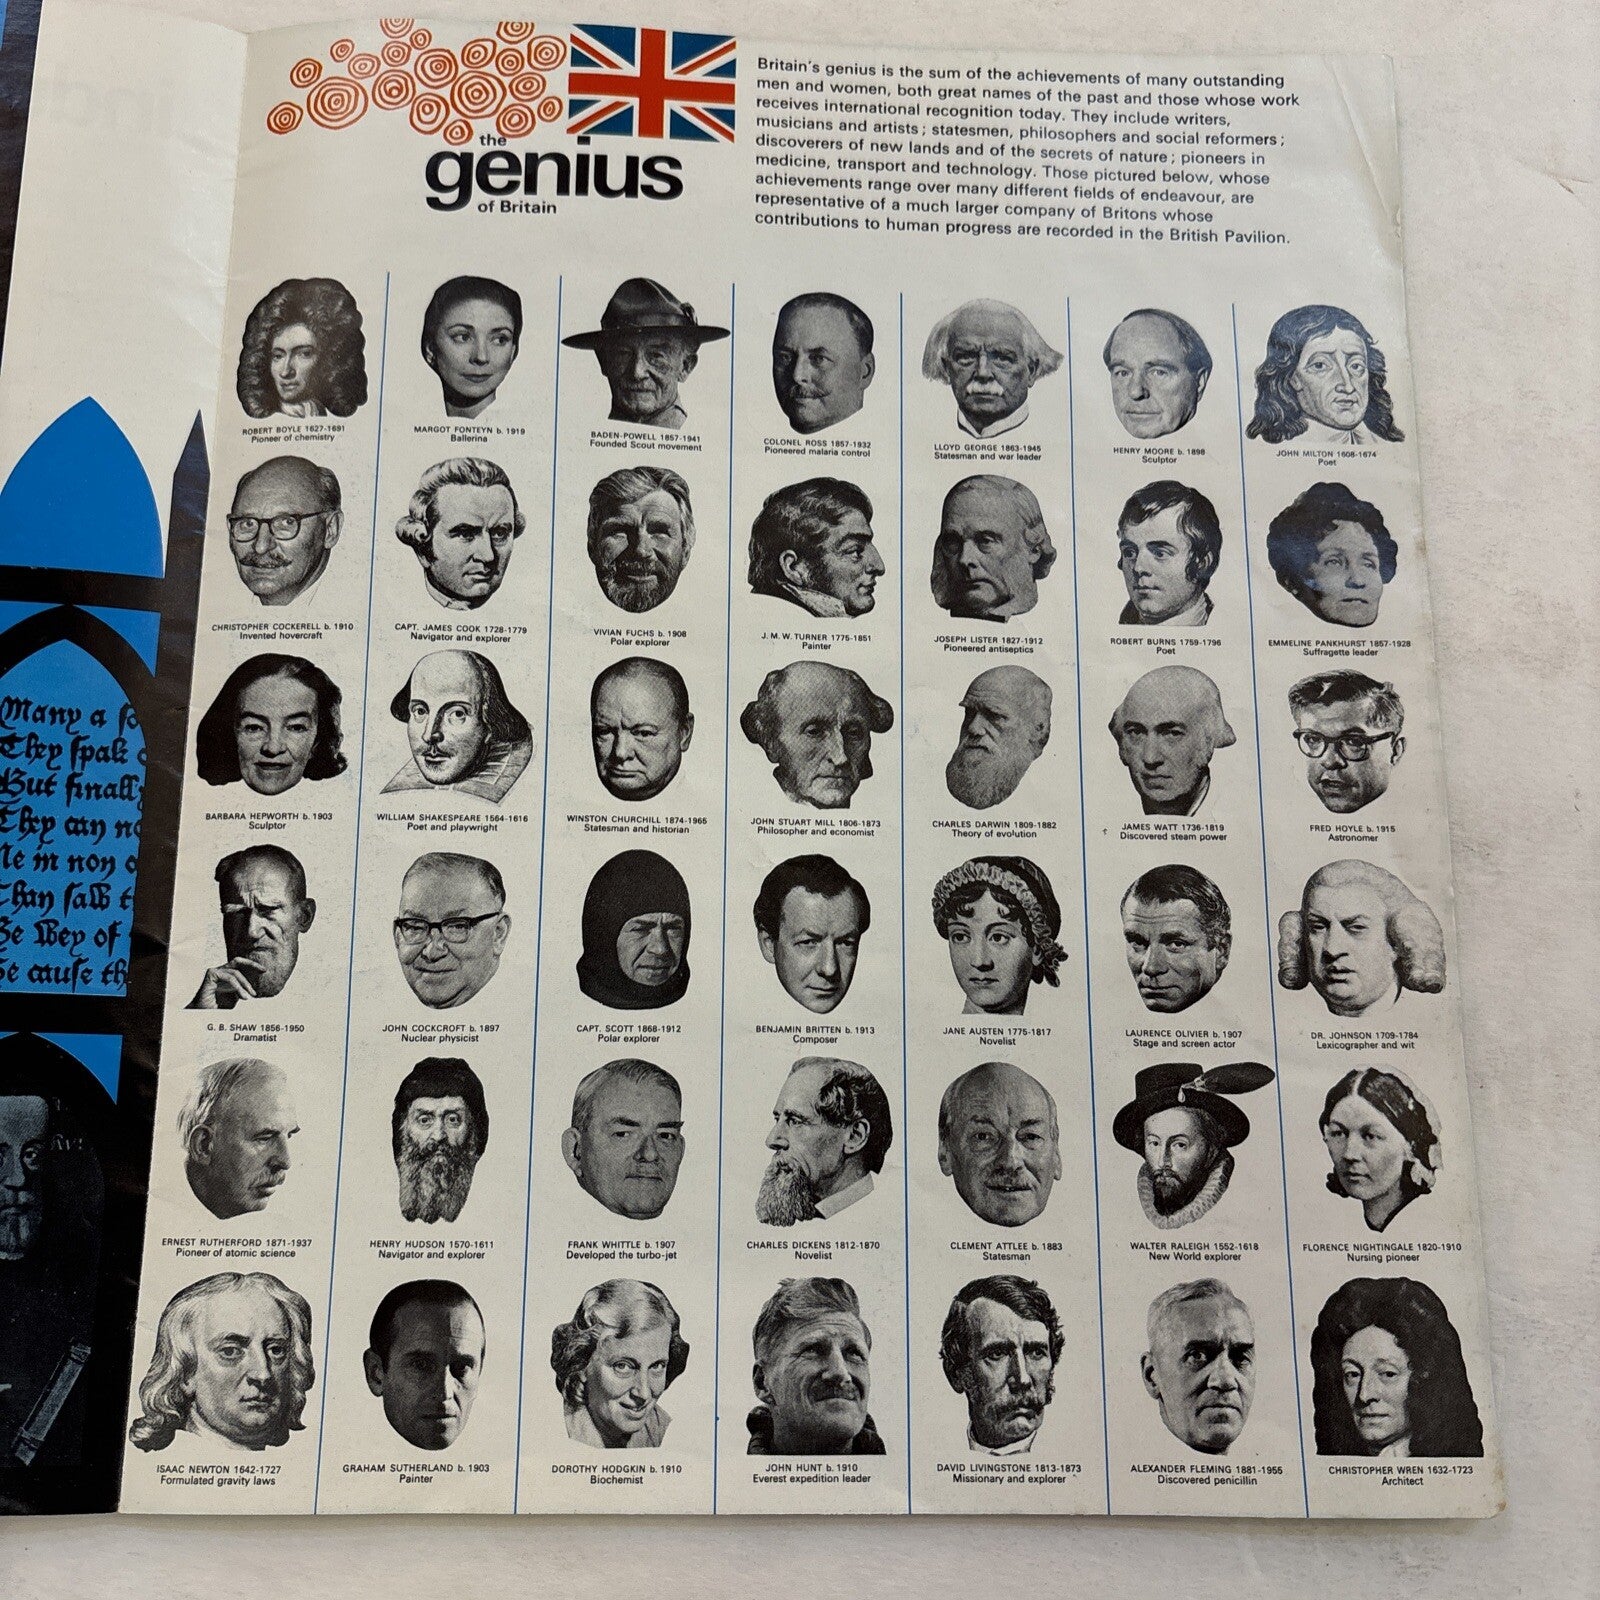 the
genius
of Britain
Britain's genius is the sum of the achievements of many outstanding
men and women, both great names of the past and those whose work
receives international recognition today. They include writers,
musicians and artists; statesmen, philosophers and social reformers;
discoverers of new lands and of the secrets of nature; pioneers in
medicine, transport and technology. Those pictured below, whose
achievements range over many different fields of endeavour, are
representative of a much larger company of Britons whose
contributions to human progress are recorded in the British Pavilion.
ROBERT BOYLE 1627-1691
Pioneer of chemistry
MARGOT FONTEYN b. 1919
Ballerina
BADEN-POWELL 1857-1941
Founded Scout movement
COLONEL ROSS 1857-1932
Pioneered malaria control
LLOYD GEORGE 1863-1945
Statesman and war leader
HENRY MOORE b. 1898
Sculptor
JOHN MILTON 1608-1674
Poet
CHRISTOPHER COCKERELL b. 1910
Invented hovercraft
CAPT. JAMES COOK 1728-1779
Navigator and explorer
VIVIAN FUCHS b. 1908
Polar explorer
J. M. W. TURNER 1775-1851
Painter
JOSEPH LISTER 1827-1912
Pioneered antiseptics
ROBERT BURNS 1759-1796
Poet
EMMELINE PANKHURST 1857-1928
Suffragette leader
BARBARA HEPWORTH b. 1903
Sculptor
WILLIAM SHAKESPEARE 1564-1616
Poet and playwright
WINSTON CHURCHILL 1874-1965
Statesman and historian
JOHN STUART MILL 1806-1873
Philosopher and economist
CHARLES DARWIN 1809-1882
Theory of evolution
JAMES WATT 1736-1819
Discovered steam power
FRED HOYLE b. 1915
Astronomer
G. B. SHAW 1856-1950
Dramatist
JOHN COCKCROFT b. 1897
Nuclear physicist
CAPT. SCOTT 1868-1912
Polar explorer
BENJAMIN BRITTEN b. 1913
Composer
JANE AUSTEN 1775-1817
Novelist
LAURENCE OLIVIER b. 1907
Stage and screen actor
DR. JOHNSON 1709-1784
Lexicographer and wit
ERNEST RUTHERFORD 1871-1937
Pioneer of atomic science
HENRY HUDSON 1570-1611
Navigator and explorer
FRANK WHITTLE b. 1907
Developed the turbo-jet
CHARLES DICKENS 1812-1870
Novelist
CLEMENT ATTLEE b. 1883
Statesman
WALTER RALEIGH 1552-1618
New World explorer
FLORENCE NIGHTINGALE 1820-1910
Nursing pioneer
ISAAC NEWTON 1642-1727
Formulated gravity laws
GRAHAM SUTHERLAND b. 1903
Painter
DOROTHY HODGKIN b. 1910
Biochemist
JOHN HUNT b. 1910
Everest expedition leader
DAVID LIVINGSTONE 1813-1873
Missionary and explorer
ALEXANDER FLEMING 1881-1955
Discovered penicillin
CHRISTOPHER WREN 1632-1723
Architect
Many a
They spak
But finally
They can
in non
Than saw
Be wey of
cause